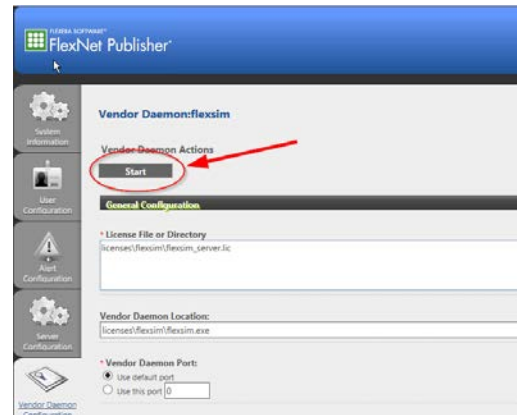 FLEXERA SOFTWARE
FlexNet Publisher
System
Information
User
Configuration
Alert
Configuration
Server
Configuration
Vendor Daemon
Configuration
Vendor Daemon:flexsim
Vendor Daemon Actions
Start
General Configuration
* License File or Directory
licenses\flexsim\flexsim_server.lic
Vendor Daemon Location:
licenses\flexsim\flexsim.exe
* Vendor Daemon Port:
Use default port
Use this port 0